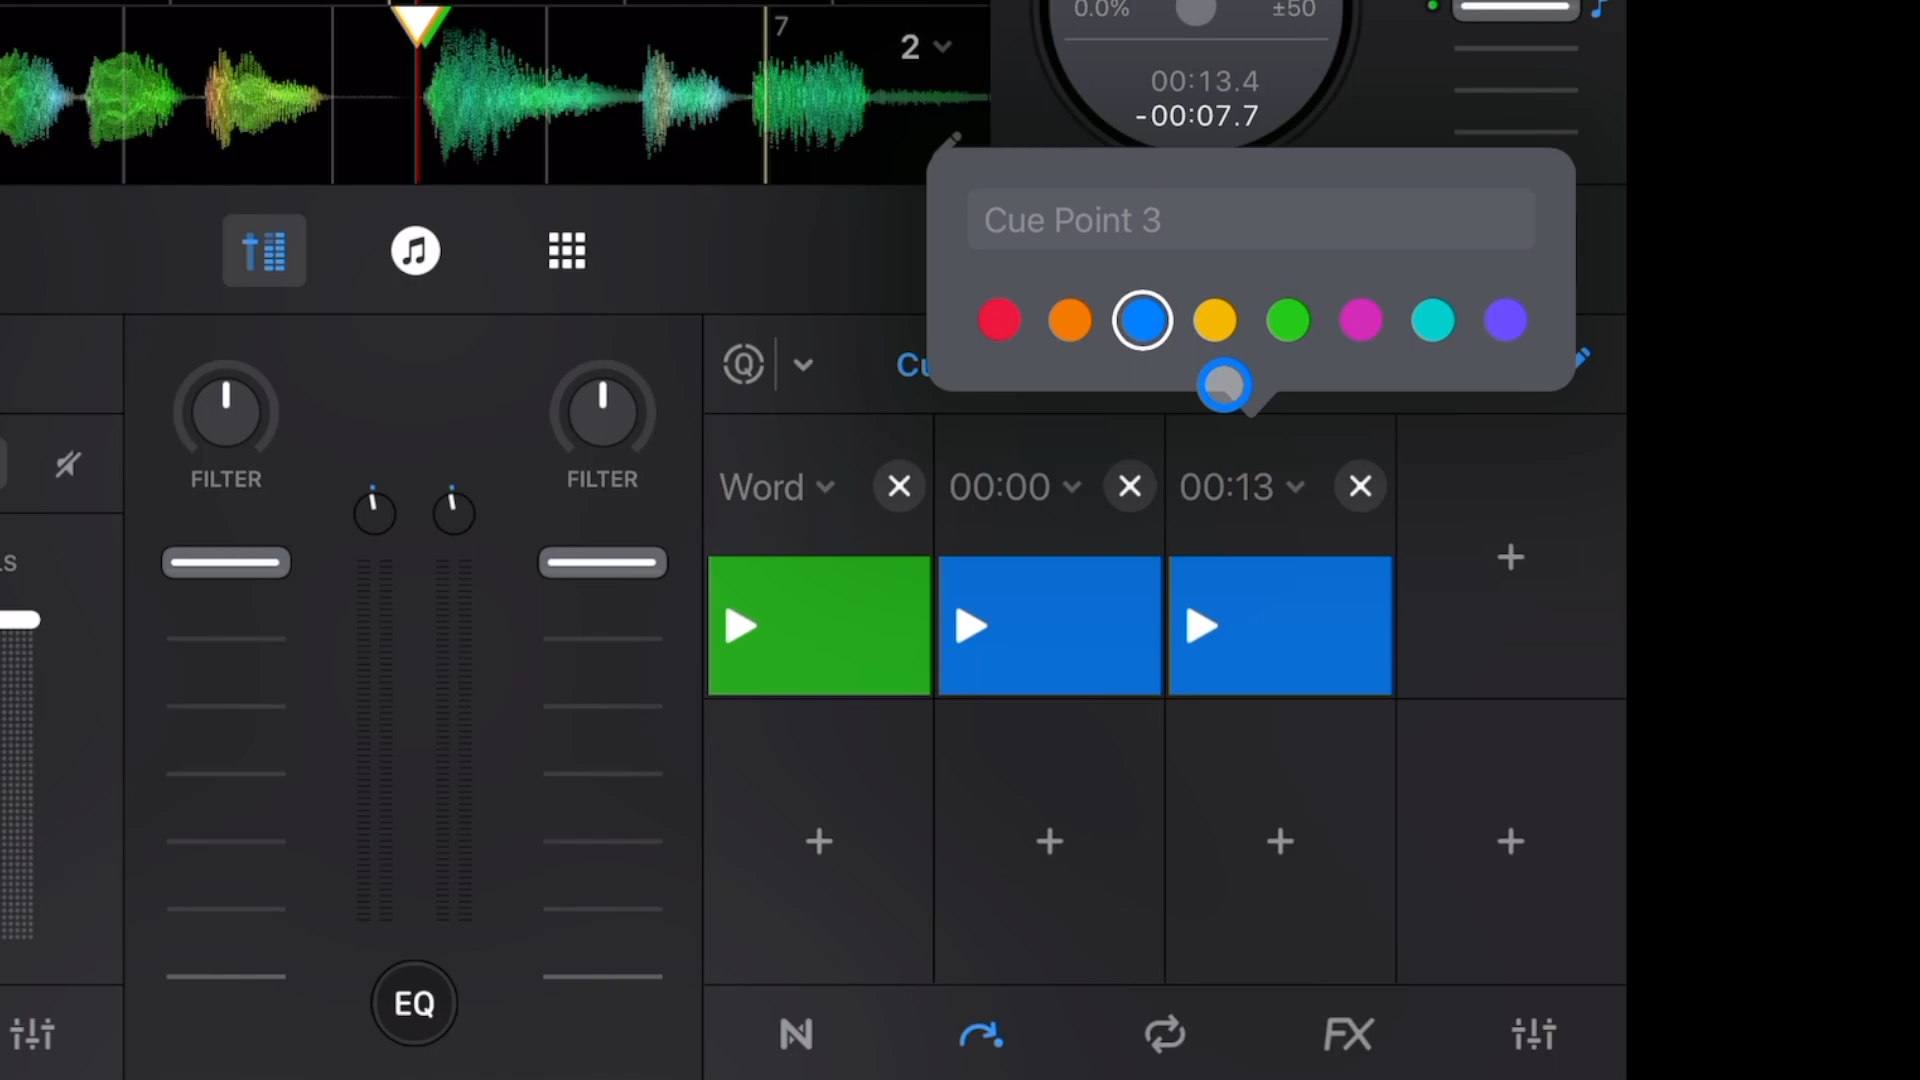 0.0%
±50
7
2
00:13.4
-00:07.7
Cue Point 3
Q
FILTER
FILTER
Word
00:00
00:13
EQ
FX